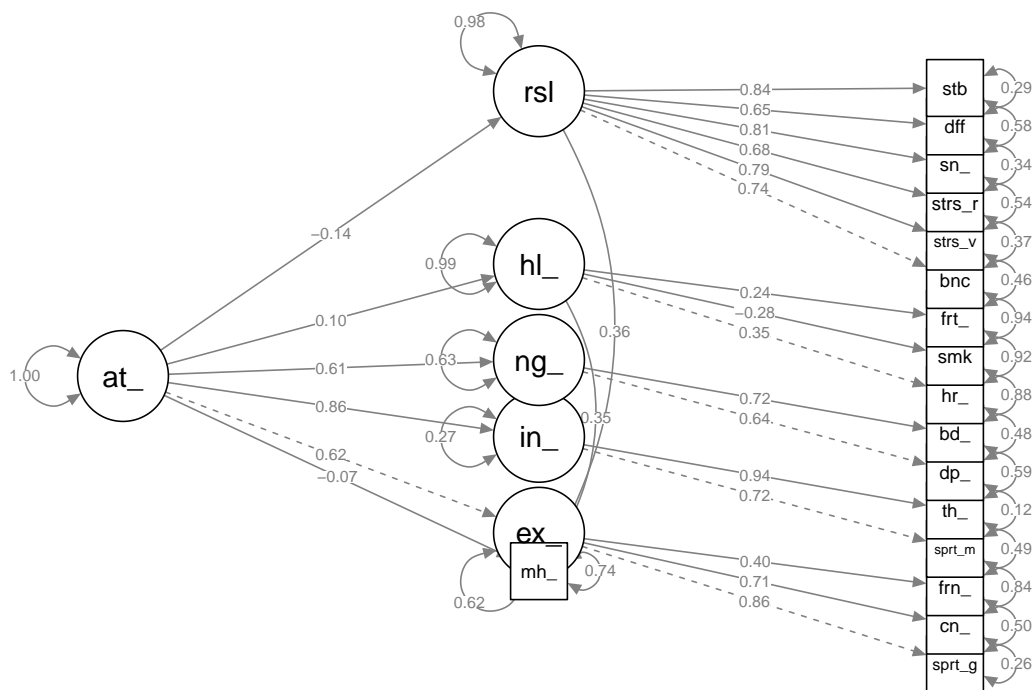 0.98
rsl
0.84
0.65
0.81
0.68
0.79
0.74
stb
0.29
dff
0.58
sn_
0.34
strs_r
0.54
strs_v
0.37
bnc
0.46
−0.14
hl_
0.99
0.10
0.24
−0.28
0.35
0.36
frt_
0.94
smk
0.92
hr_
0.88
1.00
at_
0.61
0.63
ng_
0.72
0.64
bd_
0.48
dp_
0.59
0.86
0.27
in_
0.35
0.94
0.72
th_
0.12
sprt_m
0.49
0.62
−0.07
ex_
mh_
0.62
0.74
0.40
0.71
0.86
frn_
0.84
cn_
0.50
sprt_g
0.26